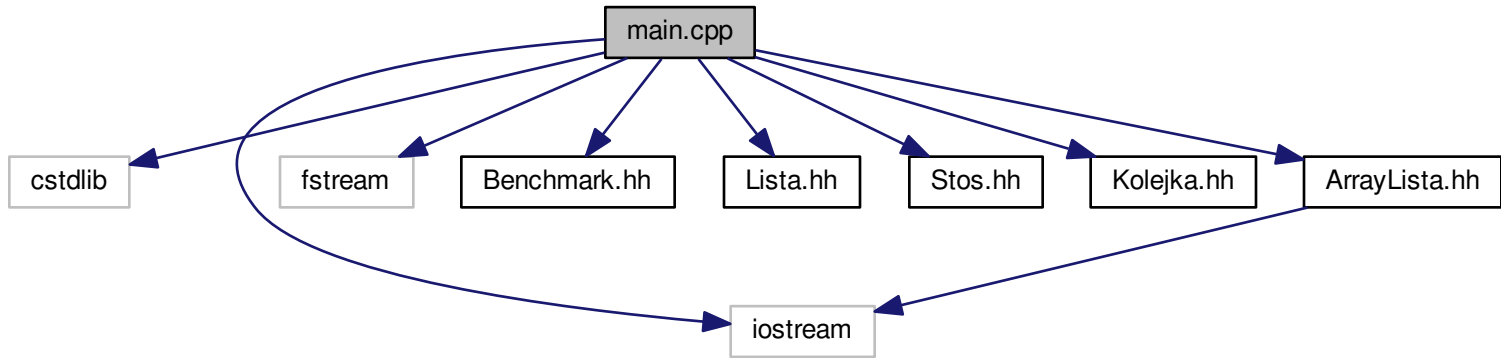 main.cpp
cstdlib
fstream
Benchmark.hh
Lista.hh
Stos.hh
Kolejka.hh
ArrayLista.hh
iostream